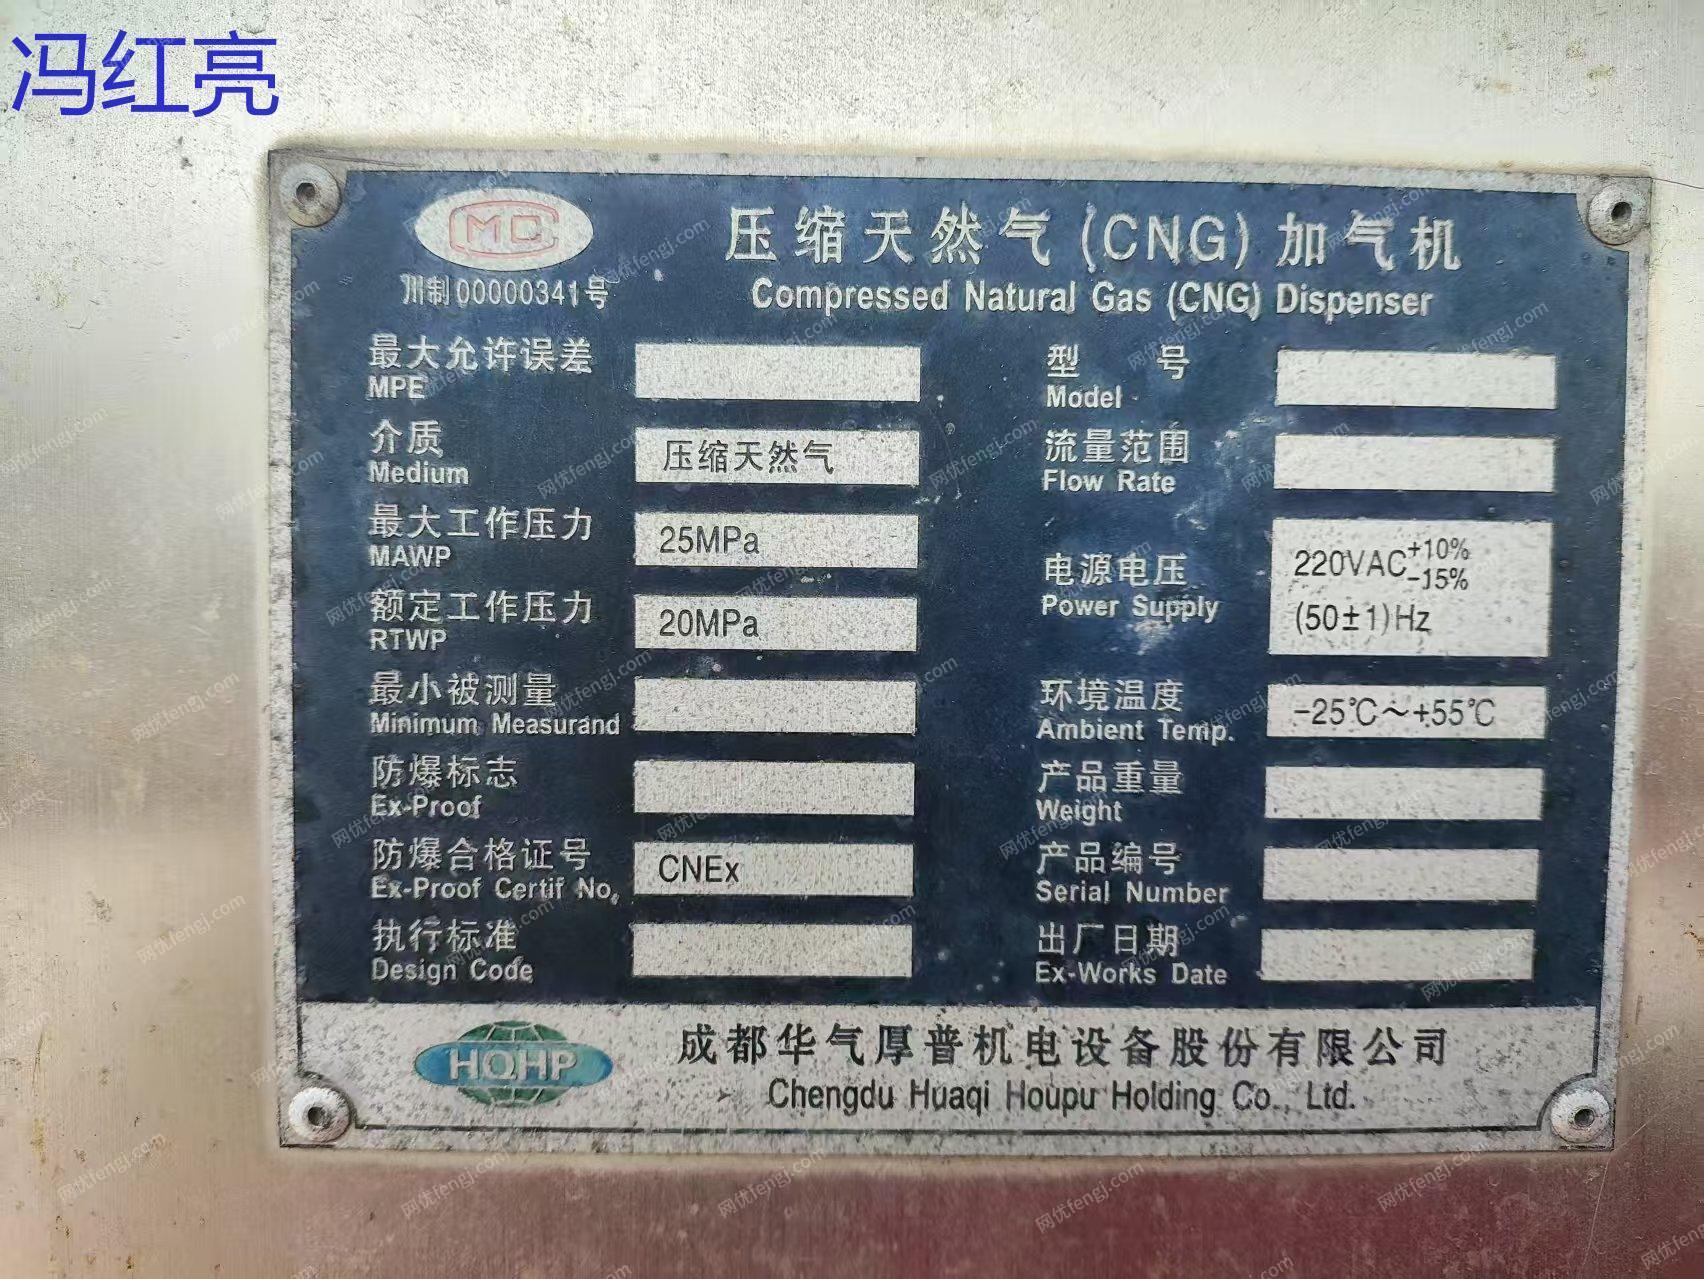 冯红亮
MC
川制00000341号
压缩天然气(CNG)加气机
Compressed Natural Gas (CNG) Dispenser
最大允许误差
MPE
介质
Medium
压缩天然气
最大工作压力
MAWP
25MPa
额定工作压力
RTWP
20MPa
最小被测量
Minimum Measurand
防爆标志
Ex-Proof
防爆合格证号
Ex-Proof Certif No.
CNEx
执行标准
Design Code
型 号
Model
流量范围
Flow Rate
电源电压
Power Supply
220VAC+10%
-15%
(50±1)Hz
环境温度
Ambient Temp.
-25℃～+55℃
产品重量
Weight
产品编号
Serial Number
出厂日期
Ex-Works Date
HQHP
成都华气厚普机电设备股份有限公司
Chengdu Huaqi Houpu Holding Co., Ltd.
网优fengj.com